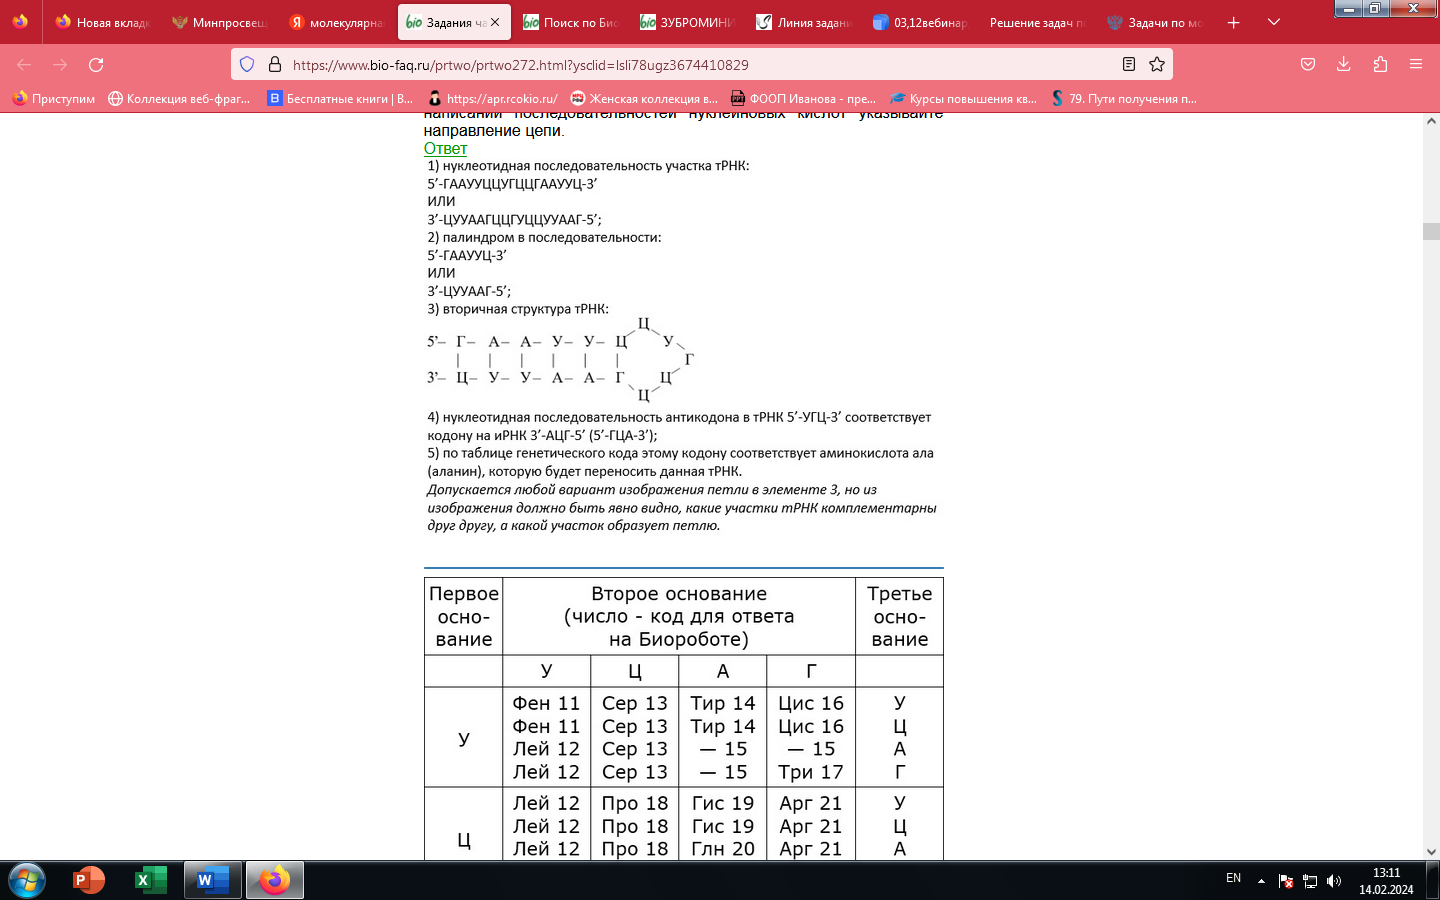 Новая вкладк
Минпросвещ
молекулярна
Задания ча
Поиск по Био
ЗУБРОМИНИ
Линия задани
03,12вебинар
Решение задач п
Задачи по мо
https://www.bio-faq.ru/prtwo/prtwo272.html?ysclid=lsli78ugz3674410829
Приступим
Коллекция веб-фраг...
Бесплатные книги | В...
https://apr.rcokio.ru/
Женская коллекция в...
ФООП Иванова - пре...
Курсы повышения кв...
79. Пути получения п...
написании последовательностей нуклеиновых кислот указывайте
направление цепи.
Ответ
1) нуклеотидная последовательность участка тРНК:
5’-ГААУУЦЦУГЦЦГААУУЦ-3’
ИЛИ
3’-ЦУУААГЦЦГУЦЦУУААГ-5’;
2) палиндром в последовательности:
5’-ГААУУЦ-3’
ИЛИ
3’-ЦУУААГ-5’;
3) вторичная структура тРНК:
Ц
5’– Г– А– А– У– У– Ц У
Г
3’– Ц– У– У– А– А– Г Ц
Ц
4) нуклеотидная последовательность антикодона в тРНК 5’-УГЦ-3’ соответствует
кодону на иРНК 3’-АЦГ-5’ (5’-ГЦА-3’);
5) по таблице генетического кода этому кодону соответствует аминокислота ала
(аланин), которую будет переносить данная тРНК.
Допускается любой вариант изображения петли в элементе 3, но из
изображения должно быть явно видно, какие участки тРНК комплементарны
друг другу, а какой участок образует петлю.
Первое
осно-
вание
Второе основание
(число - код для ответа
на Биороботе)
Третье
осно-
вание
У Ц А Г
У
Фен 11 Сер 13 Тир 14 Цис 16 У
Фен 11 Сер 13 Тир 14 Цис 16 Ц
Лей 12 Сер 13 — 15 — 15 А
Лей 12 Сер 13 — 15 Три 17 Г
Ц
Лей 12 Про 18 Гис 19 Арг 21 У
Лей 12 Про 18 Гис 19 Арг 21 Ц
Лей 12 Про 18 Глн 20 Арг 21 А
EN
13:11
14.02.2024